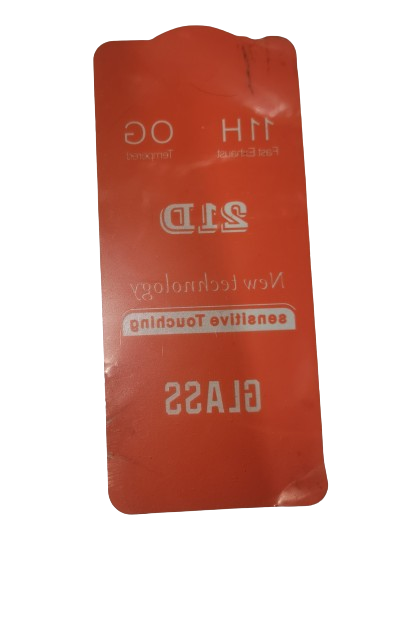 11H OG
Fast Exhaust Tempered
21D
New technology
sensitive Touching
GLASS